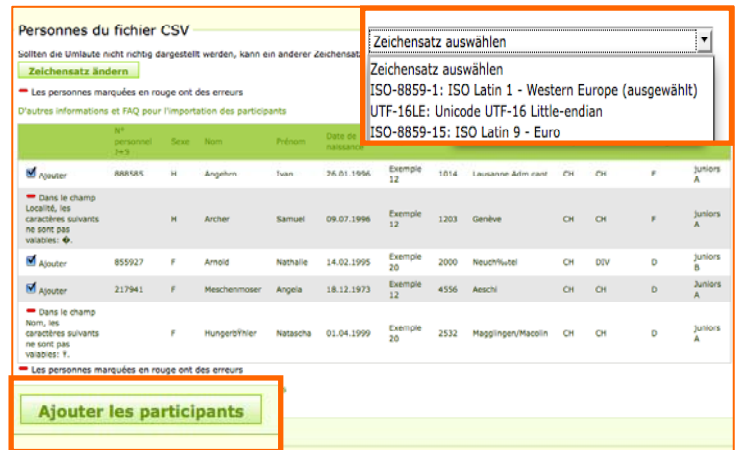 Personnes du fichier CSV
Sollten die Umlaute nicht richtig dargestellt werden, kann ein anderer Zeichensatz
Zeichensatz ändern
Les personnes marquées en rouge ont des erreurs
D'autres informations et FAQ pour l'importation des participants
Zeichensatz auswählen
Zeichensatz auswählen
ISO-8859-1: ISO Latin 1 - Western Europe (ausgewählt)
UTF-16LE: Unicode UTF-16 Little-endian
ISO-8859-15: ISO Latin 9 - Euro
N° personnel Sexe Nom Prénom Date de naissance
Ajouter 888585 H Angehrn Ivan 26.01.1996 Exemple 12 1014 Lausanne Adm cant CH CH F juniors A
Dans le champ Localité, les caractères suivants ne sont pas valables: �. H Archer Samuel 09.07.1996 Exemple 12 1203 Genève CH CH F juniors A
Ajouter 855927 F Arnold Nathalie 14.02.1995 Exemple 20 2000 Neuch‰tel CH DIV D juniors B
Ajouter 217941 F Meschenmoser Angela 18.12.1973 Exemple 12 4556 Aeschi CH CH D Juniors A
Dans le champ Nom, les caractères suivants ne sont pas valables: Ÿ. F HungerbŸhler Natascha 01.04.1999 Exemple 20 2532 Magglingen/Macolin CH CH D juniors A
Les personnes marquées en rouge ont des erreurs
Ajouter les participants